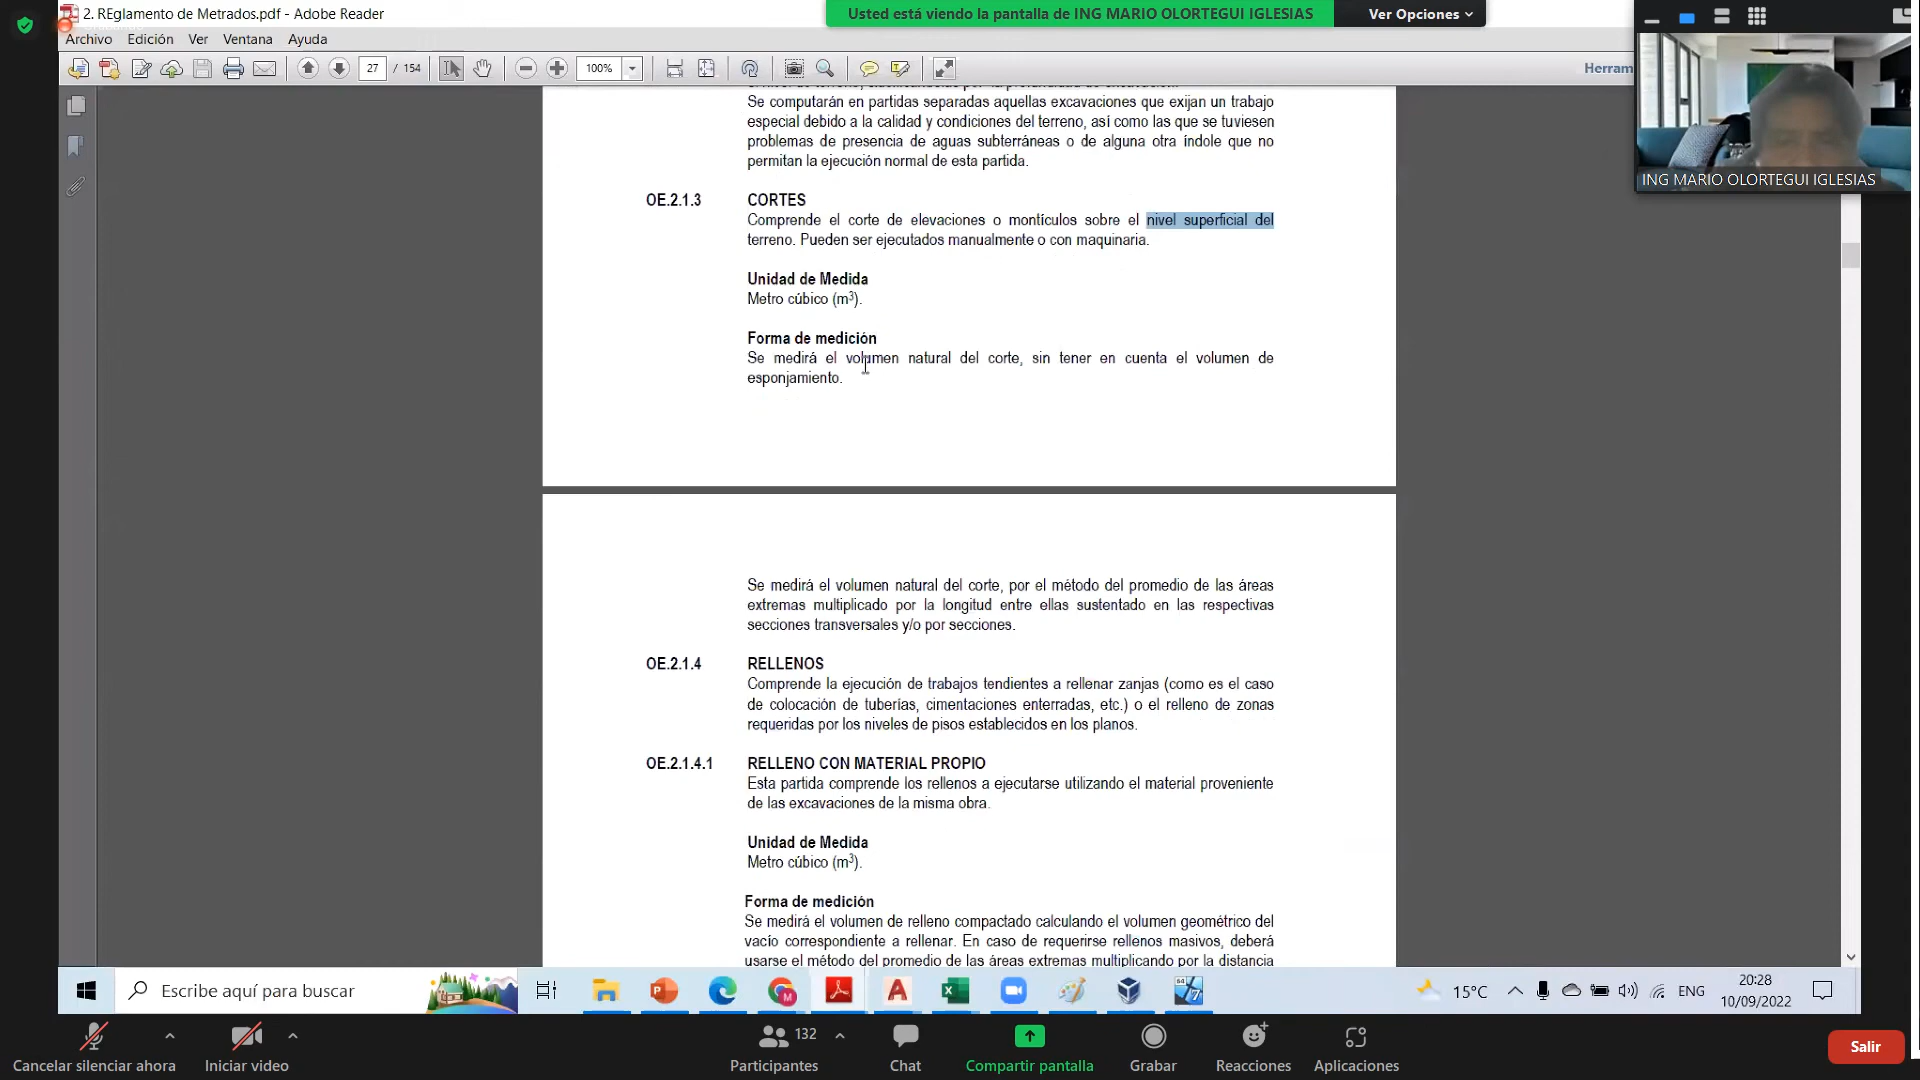 2. REglamento de Metrados.pdf - Adobe Reader
Usted está viendo la pantalla de ING MARIO OLORTEGUI IGLESIAS
Ver Opciones
Archivo Edición Ver Ventana Ayuda
27 / 154
100%
Herram
ING MARIO OLORTEGUI IGLESIAS
Se computarán en partidas separadas aquellas excavaciones que exijan un trabajo
especial debido a la calidad y condiciones del terreno, así como las que se tuviesen
problemas de presencia de aguas subterráneas o de alguna otra índole que no
permitan la ejecución normal de esta partida.
OE.2.1.3 CORTES
Comprende el corte de elevaciones o montículos sobre el nivel superficial del
terreno. Pueden ser ejecutados manualmente o con maquinaria.
Unidad de Medida
Metro cúbico (m³).
Forma de medición
Se medirá el volumen natural del corte, sin tener en cuenta el volumen de
esponjamiento.
Se medirá el volumen natural del corte, por el método del promedio de las áreas
extremas multiplicado por la longitud entre ellas sustentado en las respectivas
secciones transversales y/o por secciones.
OE.2.1.4 RELLENOS
Comprende la ejecución de trabajos tendientes a rellenar zanjas (como es el caso
de colocación de tuberías, cimentaciones enterradas, etc.) o el relleno de zonas
requeridas por los niveles de pisos establecidos en los planos.
OE.2.1.4.1 RELLENO CON MATERIAL PROPIO
Esta partida comprende los rellenos a ejecutarse utilizando el material proveniente
de las excavaciones de la misma obra.
Unidad de Medida
Metro cúbico (m³).
Forma de medición
Se medirá el volumen de relleno compactado calculando el volumen geométrico del
vacío correspondiente a rellenar. En caso de requerirse rellenos masivos, deberá
usarse el método del promedio de las áreas extremas multiplicando por la distancia
Escribe aquí para buscar
15°C
ENG
20:28
10/09/2022
Cancelar silenciar ahora
Iniciar video
132
Participantes
Chat
Compartir pantalla
Grabar
Reacciones
Aplicaciones
Salir